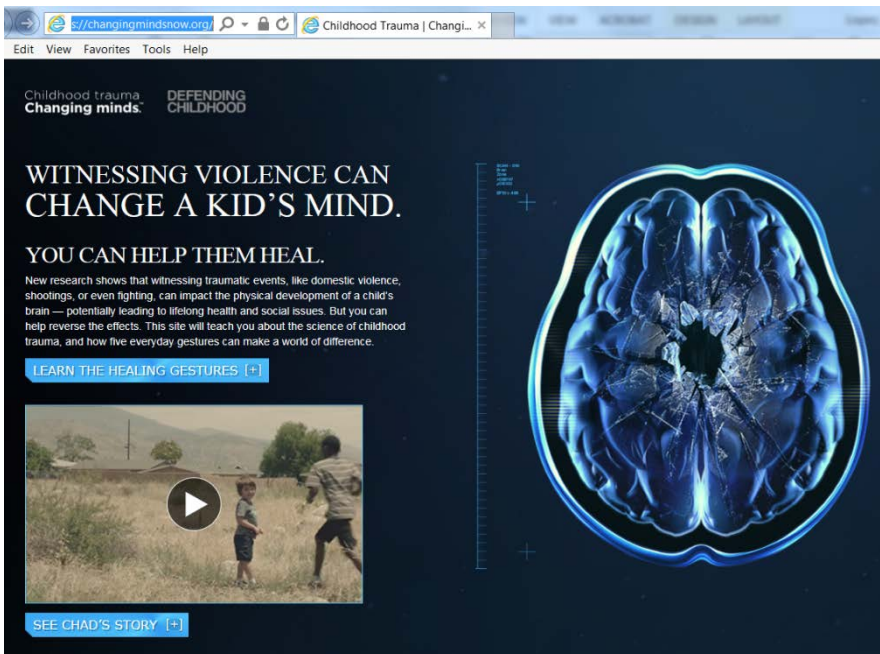 s://changingmindsnow.org/
Childhood Trauma | Changi...
Edit View Favorites Tools Help
Childhood trauma
Changing minds.™
DEFENDING
CHILDHOOD
WITNESSING VIOLENCE CAN
CHANGE A KID'S MIND.
YOU CAN HELP THEM HEAL.
New research shows that witnessing traumatic events, like domestic violence,
shootings, or even fighting, can impact the physical development of a child's
brain — potentially leading to lifelong health and social issues. But you can
help reverse the effects. This site will teach you about the science of childhood
trauma, and how five everyday gestures can make a world of difference.
LEARN THE HEALING GESTURES [+]
SEE CHAD'S STORY [+]